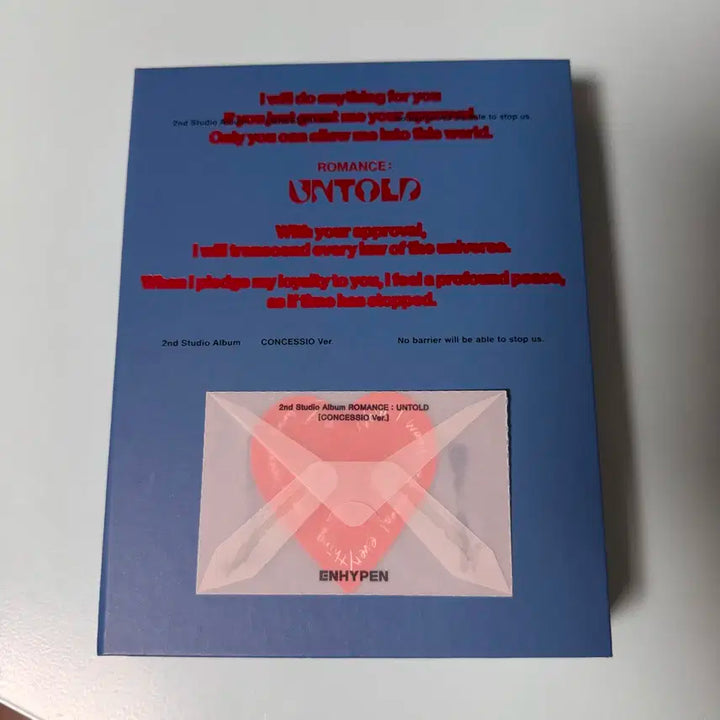 I will do anything for you
If you just grant me your approval,
2nd Studio Album able to stop us
Only you can allow me into this world.
ROMANCE:
UNTOLD
With your approval,
I will transcend every law of the universe.
When I pledge my loyalty to you, I feel a profound peace,
as if time has stopped.
2nd Studio Album CONCESSIO Ver. No barrier will be able to stop us.
2nd Studio Album ROMANCE : UNTOLD
[CONCESSIO Ver.]
everything
ENHYPEN